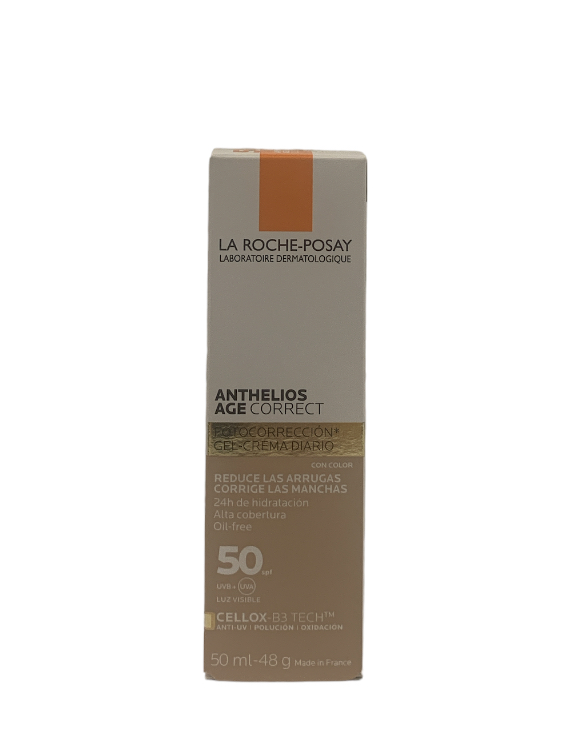 LA ROCHE-POSAY
LABORATOIRE DERMATOLOGIQUE
ANTHELIOS
AGE CORRECT
FOTOCORRECCIÓN*
GEL-CREMA DIARIO
CON COLOR
REDUCE LAS ARRUGAS
CORRIGE LAS MANCHAS
24h de hidratación
Alta cobertura
Oil-free
50 spf
UVB + UVA
LUZ VISIBLE
CELLOX-B3 TECH™
ANTI-UV | POLUCIÓN | OXIDACIÓN
50 ml-48 g Made in France